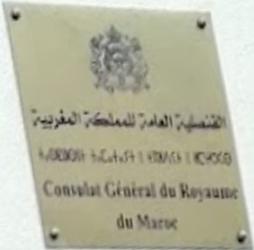 القنصلية العامة للمملكة المغربية
Consulat Général du Royaume
du Maroc